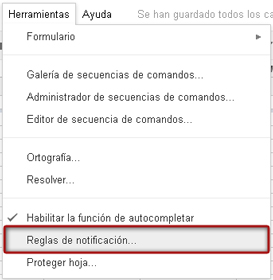 Herramientas Ayuda Se han guardado todos los
Formulario
Galería de secuencias de comandos...
Administrador de secuencias de comandos...
Editor de secuencia de comandos...
Ortografía...
Resolver...
Habilitar la función de autocompletar
Reglas de notificación...
Proteger hoja...